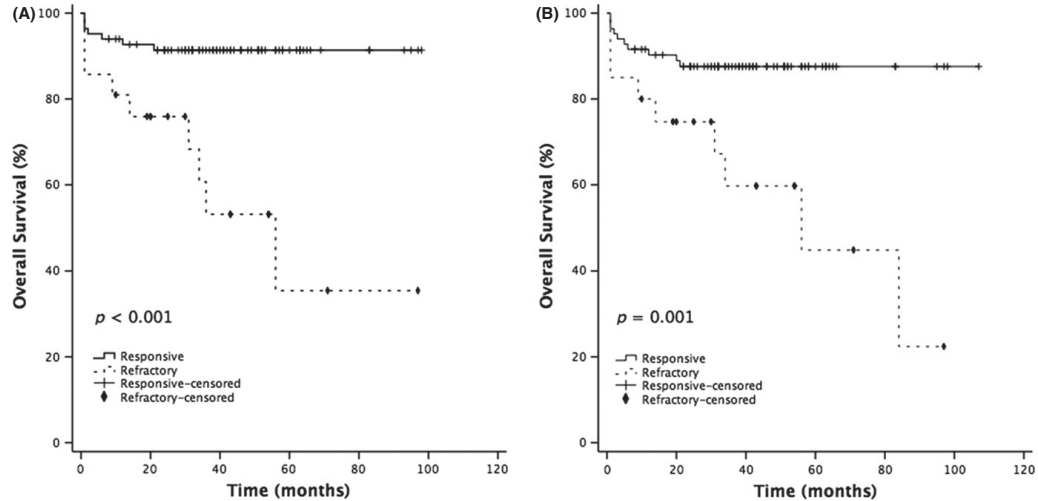 (A)
100
80
60
40
20
0
Overall Survival (%)
p < 0.001
Responsive
Refractory
Responsive-censored
Refractory-censored
0 20 40 60 80 100 120
Time (months)
(B)
100
80
60
40
20
0
Overall Survival (%)
p = 0.001
Responsive
Refractory
Responsive-censored
Refractory-censored
0 20 40 60 80 100 120
Time (months)